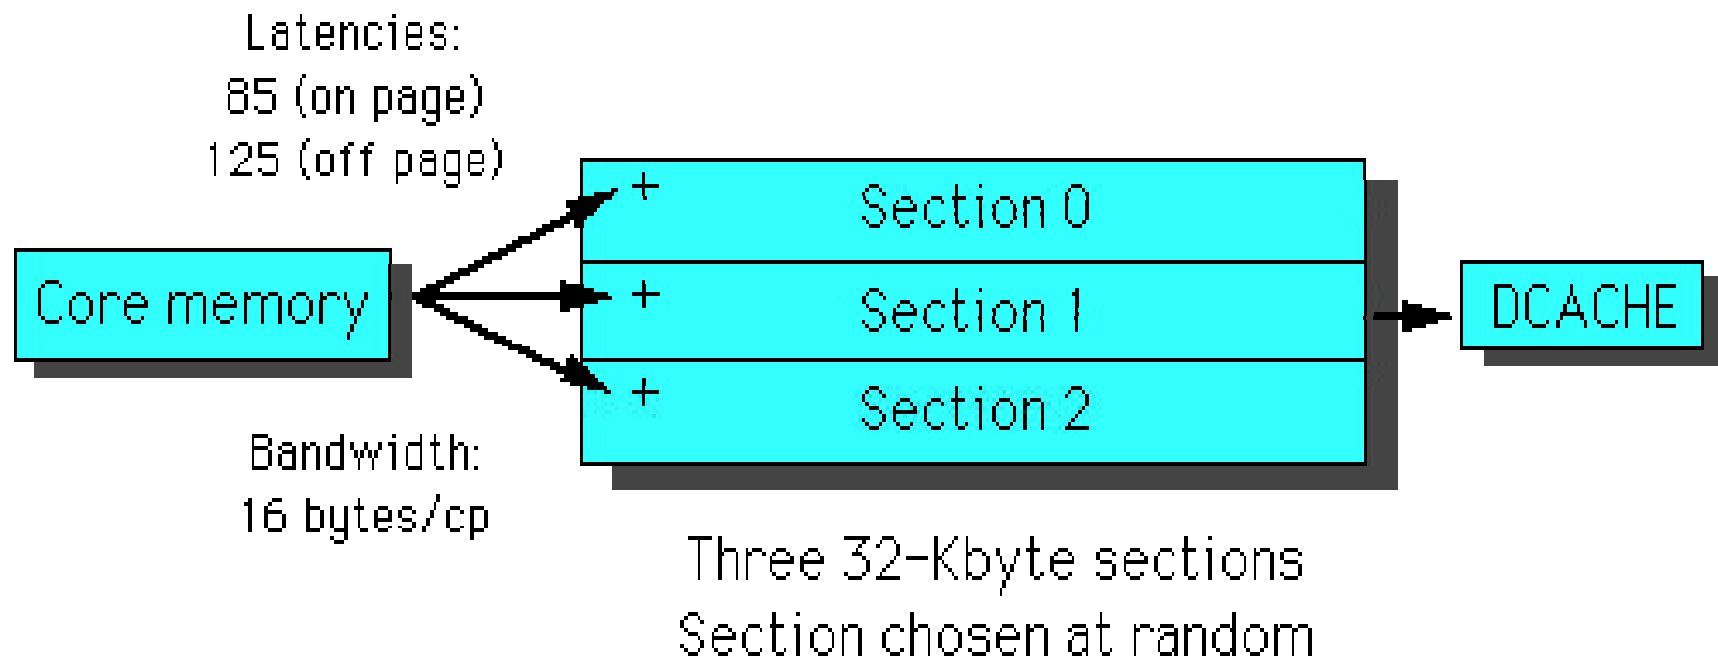 Latencies:
85 (on page)
125 (off page)
Core memory
+ Section 0
+ Section 1
+ Section 2
DCACHE
Bandwidth:
16 bytes/cp
Three 32-Kbyte sections
Section chosen at random